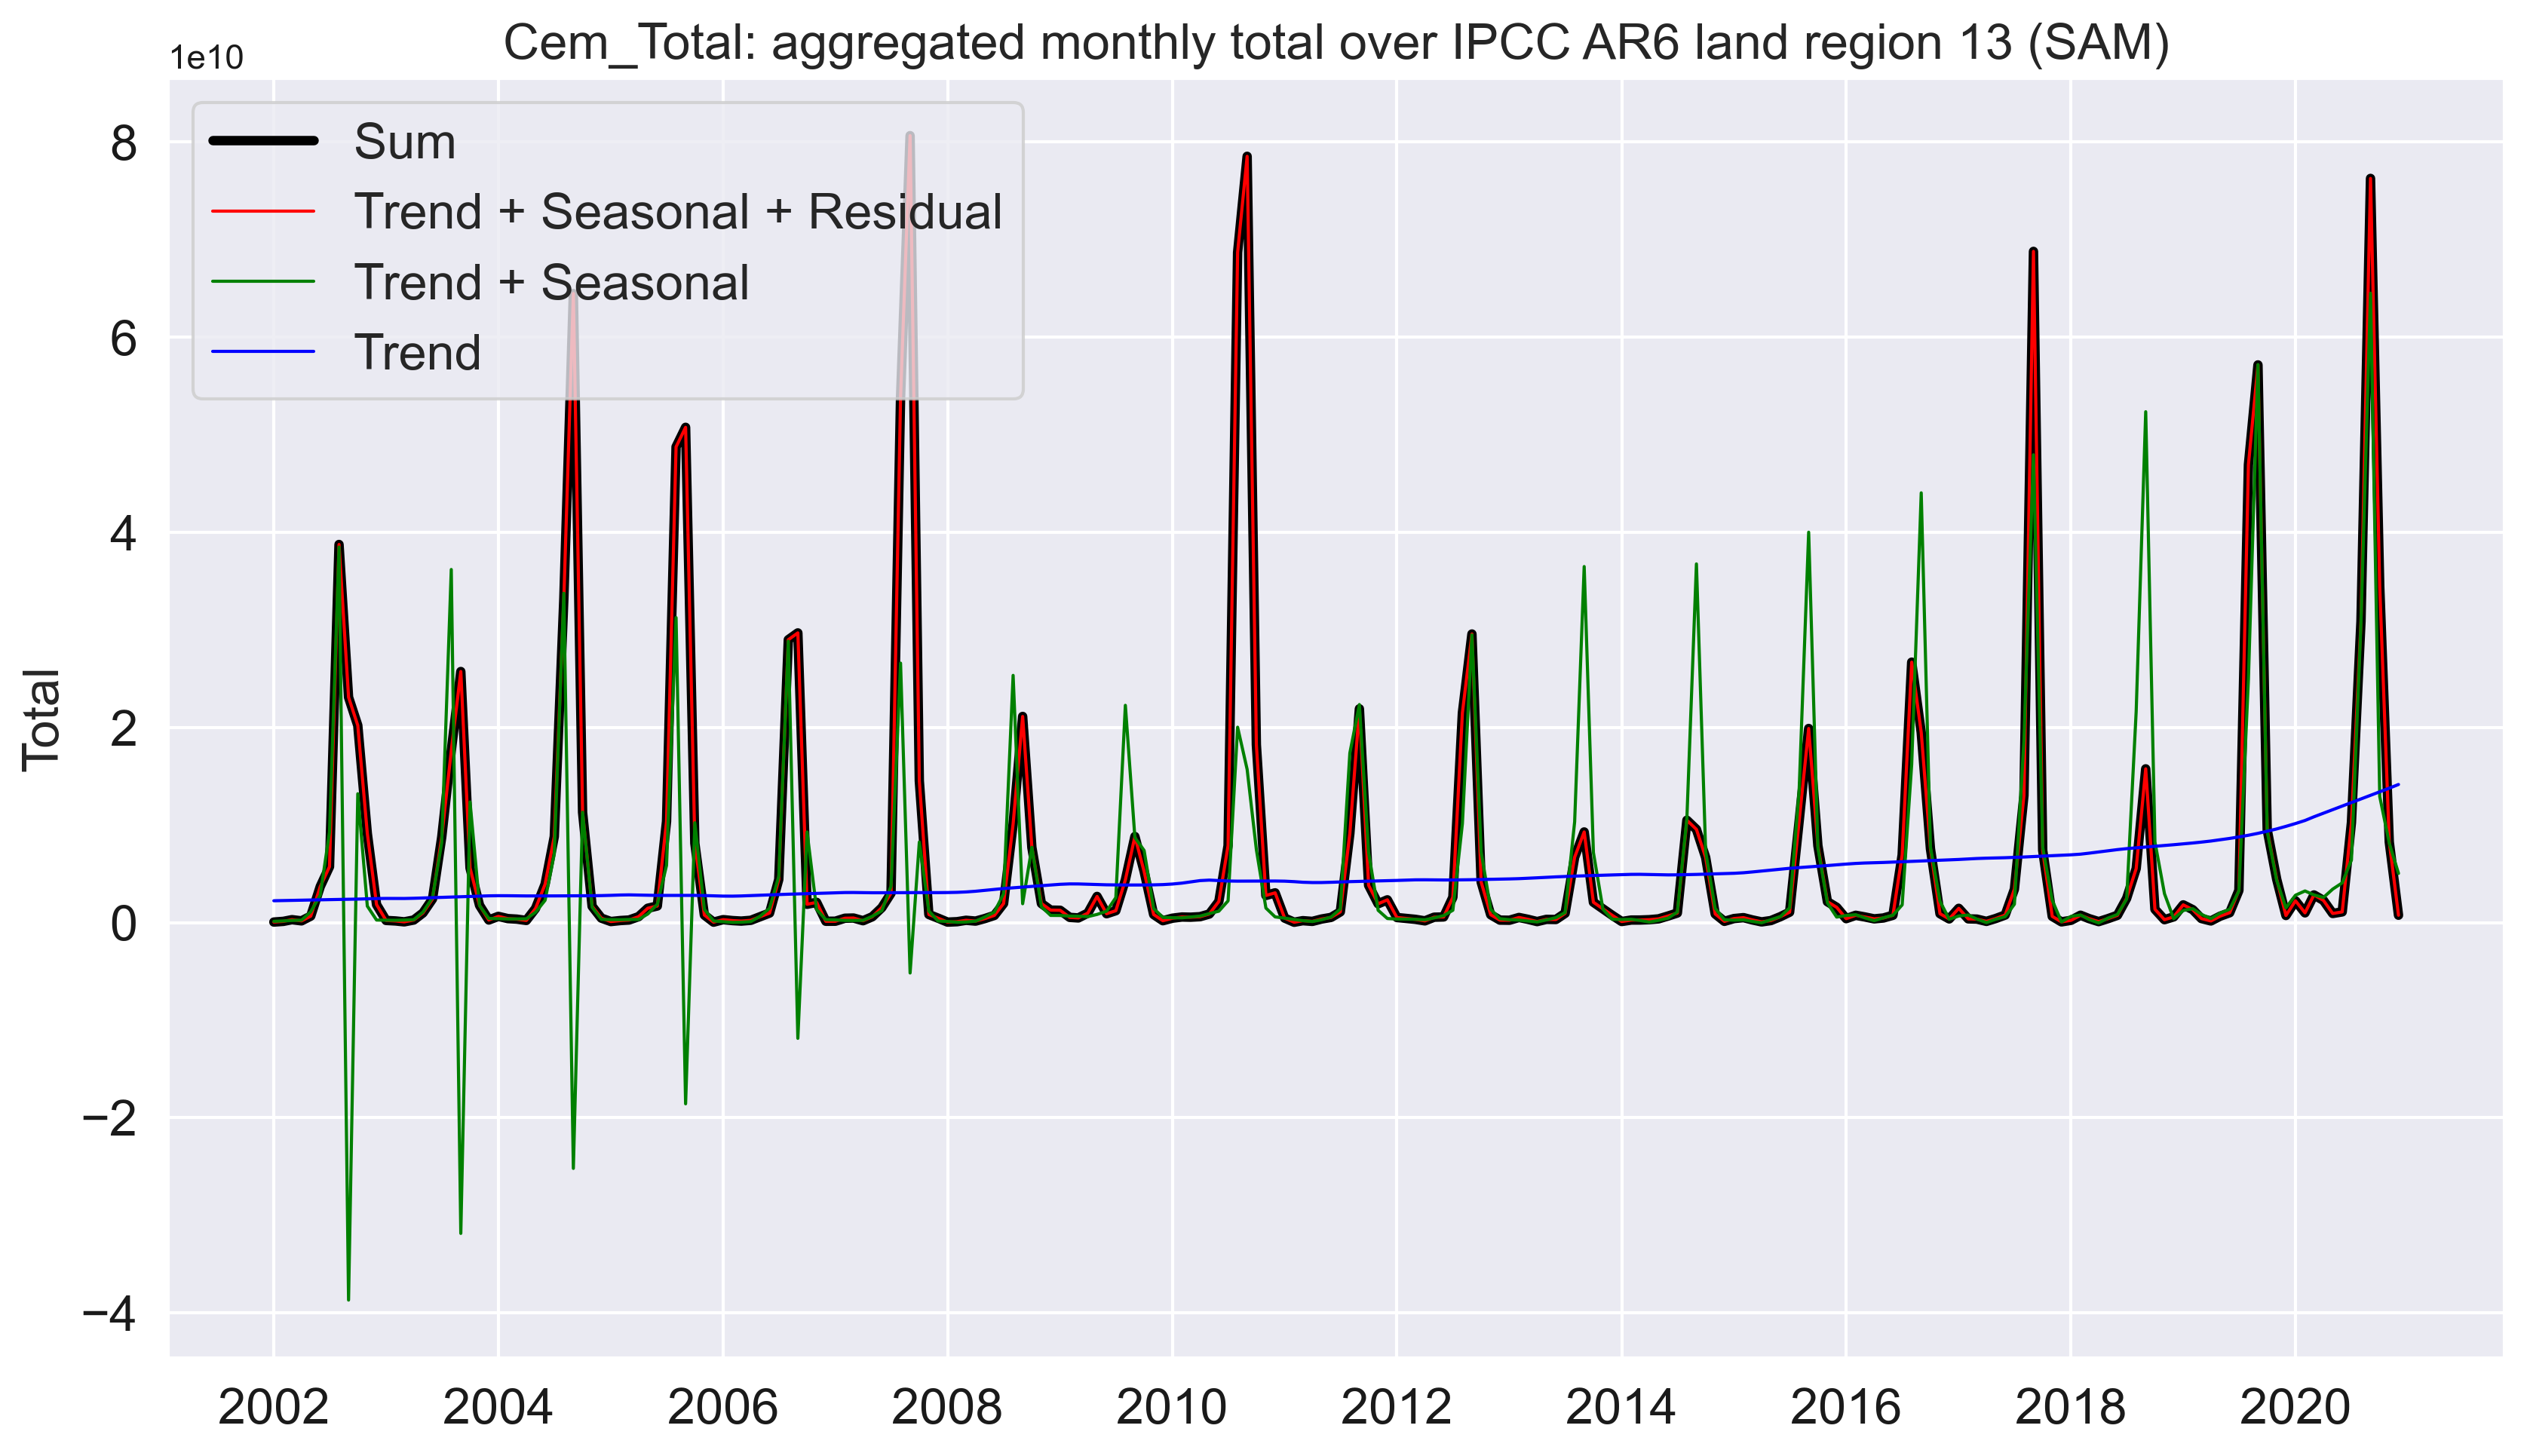 Cem_Total: aggregated monthly total over IPCC AR6 land region 13 (SAM)
1e10
Sum
Trend + Seasonal + Residual
Trend + Seasonal
Trend
8
6
4
2
0
−2
−4
Total
2002 2004 2006 2008 2010 2012 2014 2016 2018 2020